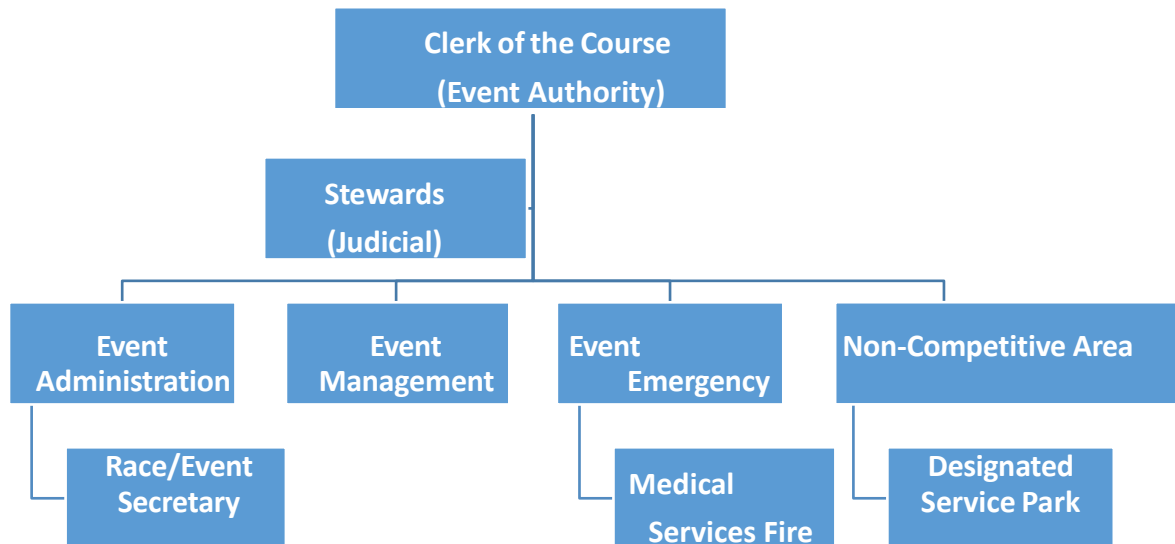 Clerk of the Course
(Event Authority)
Stewards
(Judicial)
Event
Administration
Event
Management
Event
Emergency
Non-Competitive Area
Race/Event
Secretary
Medical
Services Fire
Designated
Service Park